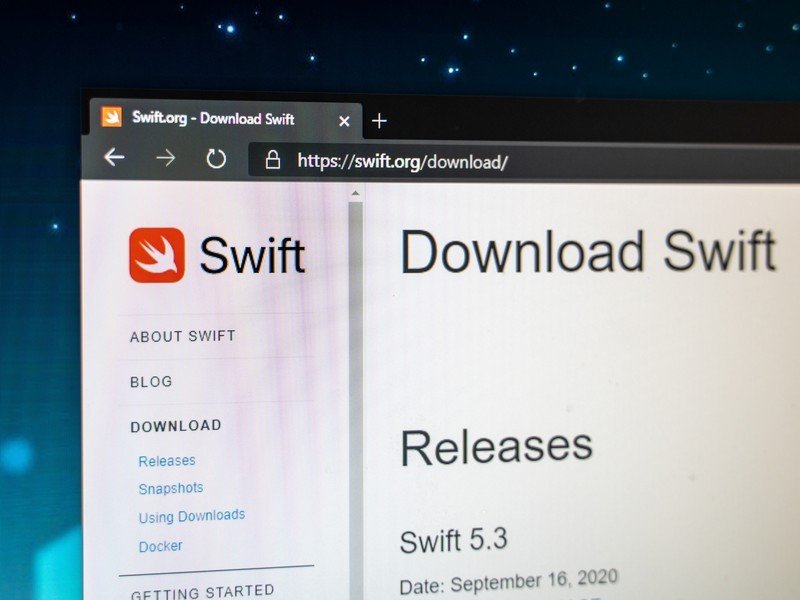 Swift.org - Download Swift
https://swift.org/download/
Swift
ABOUT SWIFT
BLOG
DOWNLOAD
Releases
Snapshots
Using Downloads
Docker
GETTING STARTED
Download Swift
Releases
Swift 5.3
Date: September 16, 2020